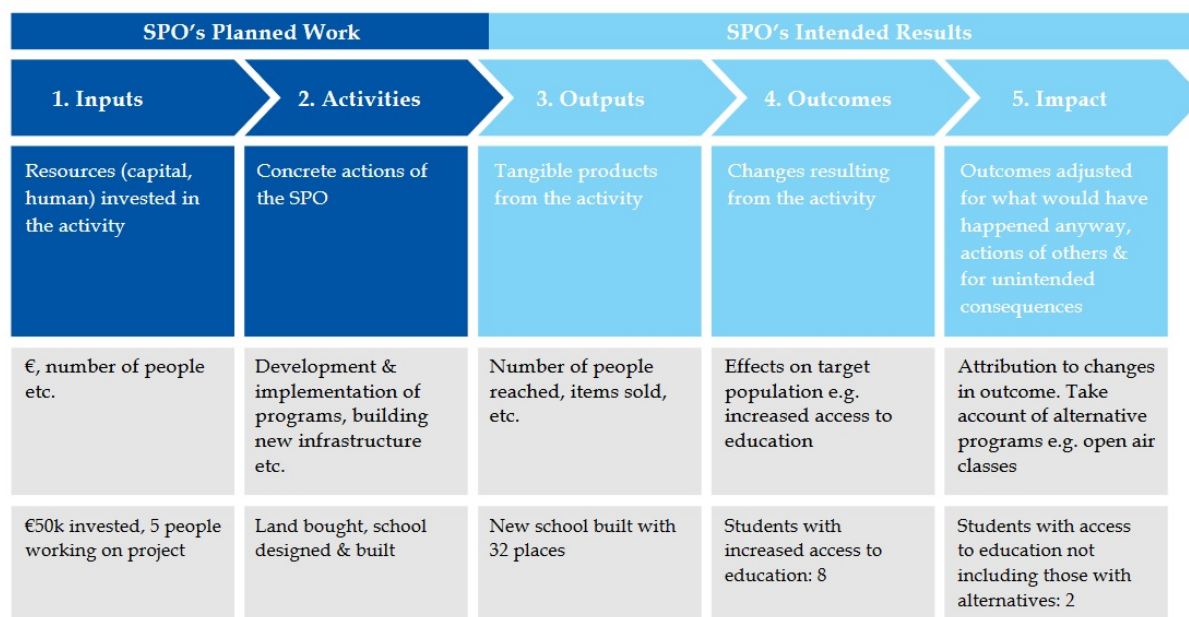 SPO's Planned Work
SPO's Intended Results
1. Inputs
2. Activities
3. Outputs
4. Outcomes
5. Impact
Resources (capital,
human) invested in
the activity
Concrete actions of
the SPO
Tangible products
from the activity
Changes resulting
from the activity
Outcomes adjusted
for what would have
happened anyway,
actions of others &
for unintended
consequences
€, number of people
etc.
Development &
implementation of
programs, building
new infrastructure
etc.
Number of people
reached, items sold,
etc.
Effects on target
population e.g.
increased access to
education
Attribution to changes
in outcome. Take
account of alternative
programs e.g. open air
classes
€50k invested, 5 people
working on project
Land bought, school
designed & built
New school built with
32 places
Students with
increased access to
education: 8
Students with access
to education not
including those with
alternatives: 2